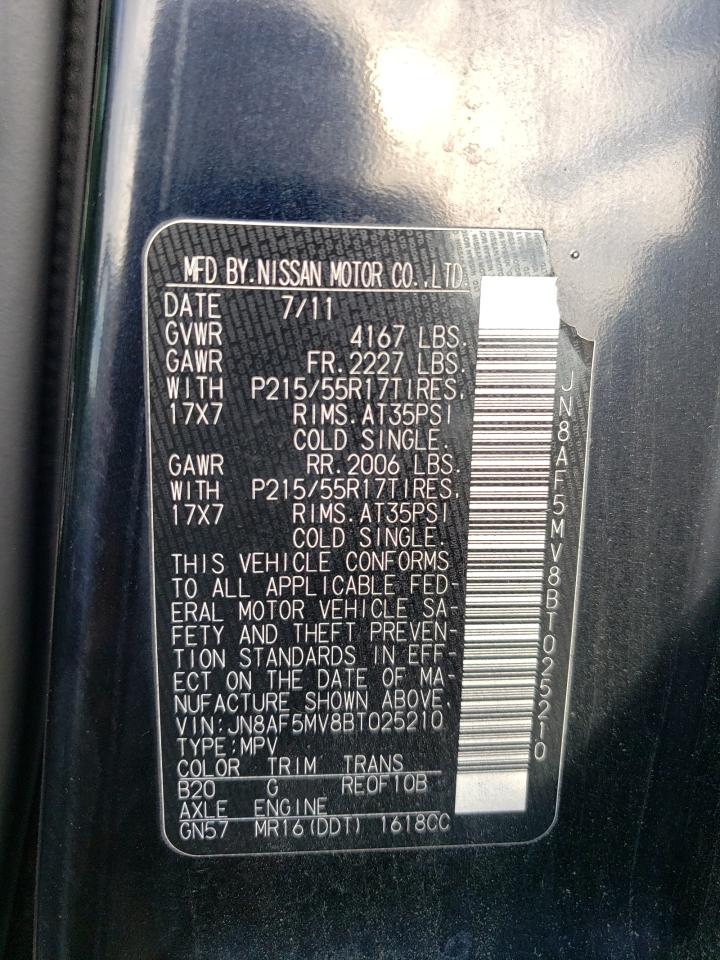 MFD BY.NISSAN MOTOR CO.,LTD.
DATE 7/11
GVWR 4167 LBS.
GAWR FR.2227 LBS.
WITH P215/55R17TIRES,
17X7 RIMS.AT35PSI
COLD SINGLE.
GAWR RR.2006 LBS.
WITH P215/55R17TIRES,
17X7 RIMS.AT35PSI
COLD SINGLE.
THIS VEHICLE CONFORMS
TO ALL APPLICABLE FED-
ERAL MOTOR VEHICLE SA-
FETY AND THEFT PREVEN-
TION STANDARDS IN EFF-
ECT ON THE DATE OF MA-
NUFACTURE SHOWN ABOVE.
VIN:JN8AF5MV8BT025210
TYPE:MPV
COLOR TRIM TRANS
B20 G RE0F10B
AXLE ENGINE
GN57 MR16(DDT) 1618CC
JN8AF5MV8BT025210